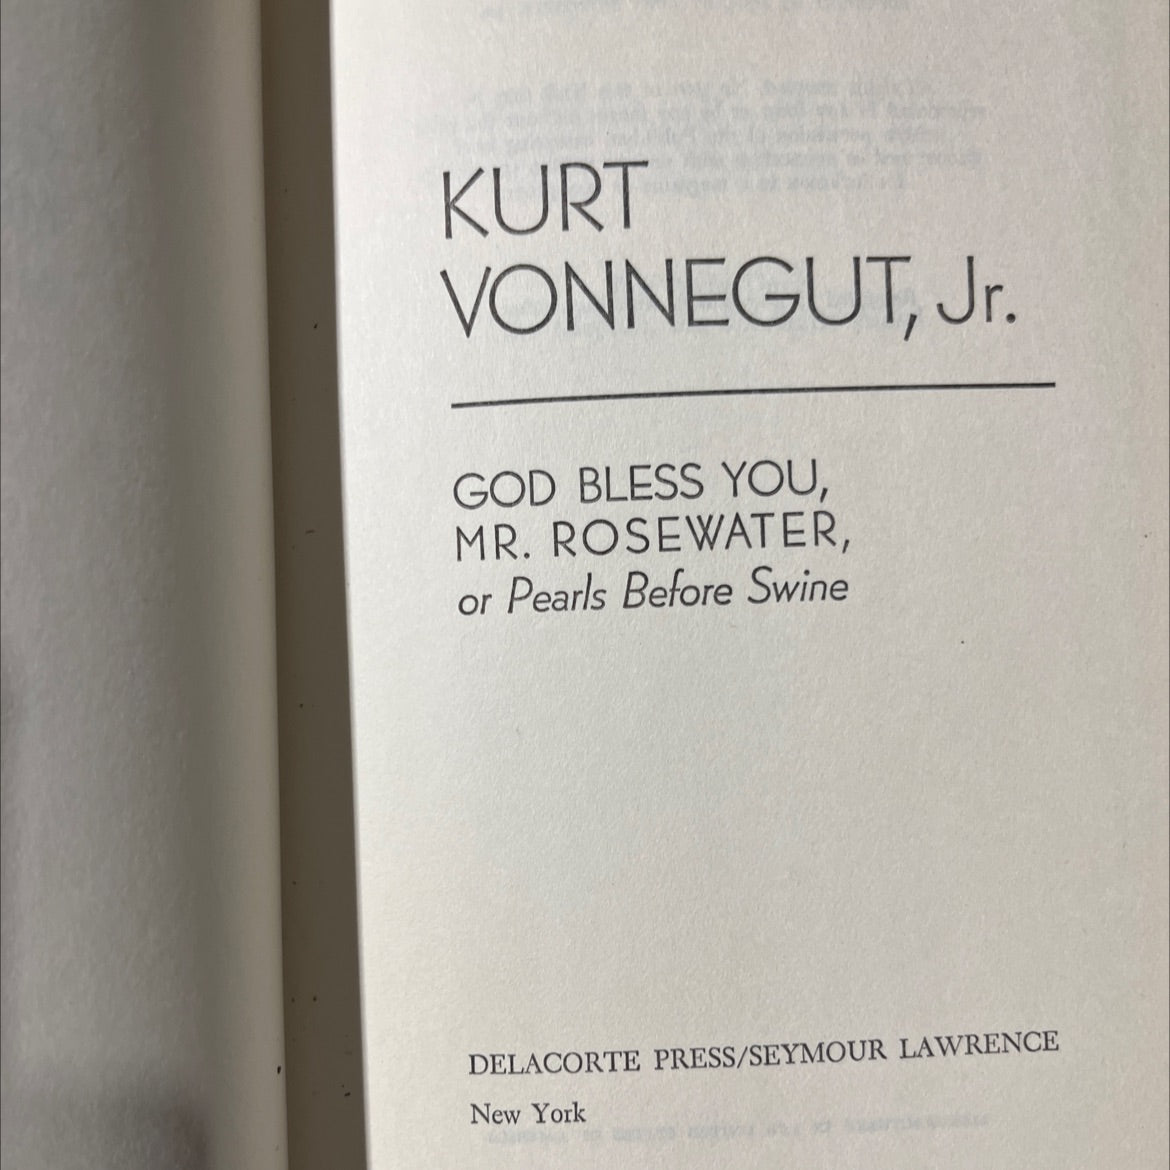 KURT
VONNEGUT, Jr.
GOD BLESS YOU,
MR. ROSEWATER,
or Pearls Before Swine
DELACORTE PRESS/SEYMOUR LAWRENCE
New York